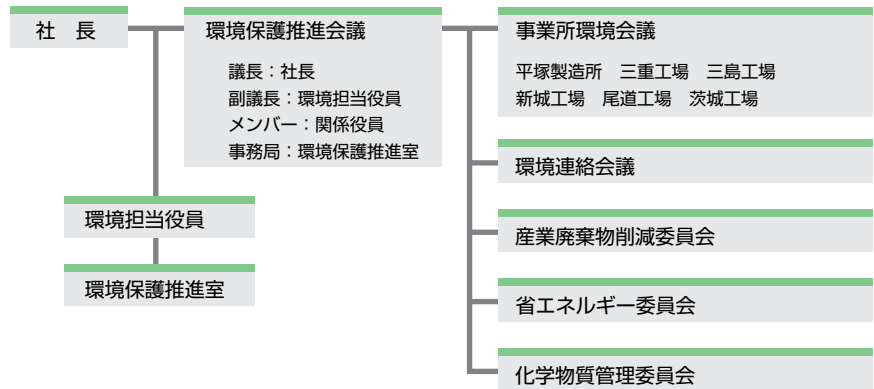 社　長
環境保護推進会議
議長：社長
副議長：環境担当役員
メンバー：関係役員
事務局：環境保護推進室
環境担当役員
環境保護推進室
事業所環境会議
平塚製造所　三重工場　三島工場
新城工場　尾道工場　茨城工場
環境連絡会議
産業廃棄物削減委員会
省エネルギー委員会
化学物質管理委員会